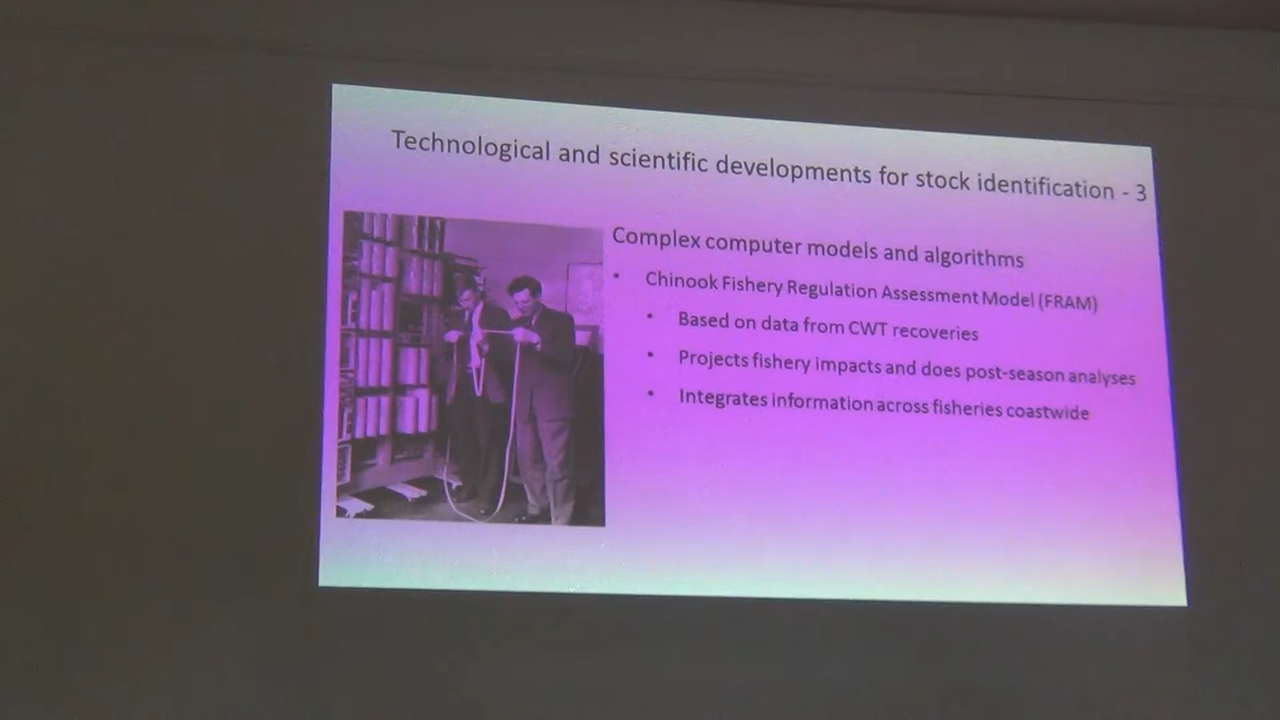 Technological and scientific developments for stock identification - 3
Complex computer models and algorithms
• Chinook Fishery Regulation Assessment Model (FRAM)
• Based on data from CWT recoveries
• Projects fishery impacts and does post-season analyses
• Integrates information across fisheries coastwide